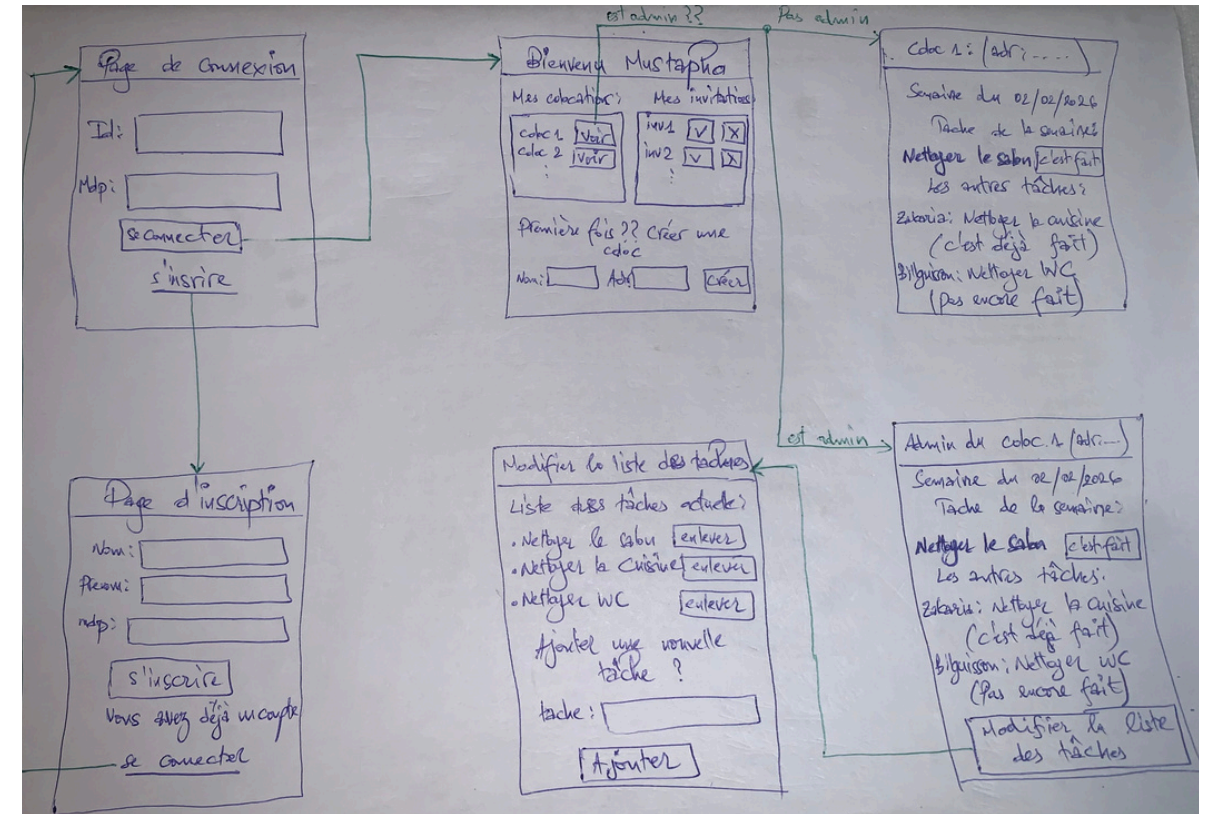 est admin ??
Pas admin
Page de connexion
Id:
Mdp:
se connecter
s'insrire
Bienvenu Mustapha
Mes colocations:
Mes invitations
coloc 1 voir
coloc 2 voir
:
inv1 V X
inv2 V X
:
Première fois ?? Créer une
coloc
Nom:
Adr
Créer
Coloc 1: (adr:....)
Semaine du 02/02/2026
Tache de la semaine:
Nettoyer le salon c'est fait
Les autres tâches:
Zakaria: Nettoyer la cuisine
(c'est déjà fait)
Bilguisson: Nettoyer WC
(pas encore fait)
est admin
Page d'inscription
Nom:
Prenom:
mdp:
s'inscrire
Vous avez déjà un compte
se connecter
Modifier la liste des taches
Liste des tâches actuele:
• Nettoyer le salon enlever
• Nettoyer la cuisine enlever
• Nettoyer WC enlever
Ajouter une nouvelle
tâche ?
tache:
Ajouter
Admin du coloc.1 (adr:...)
Semaine du 02/02/2026
Tache de la semaine:
Nettoyer le salon c'est fait
Les autres tâches:
Zakaria: Nettoyer la cuisine
(c'est déjà fait)
Bilguisson: Nettoyer WC
(Pas encore fait)
Modifier la liste
des tâches